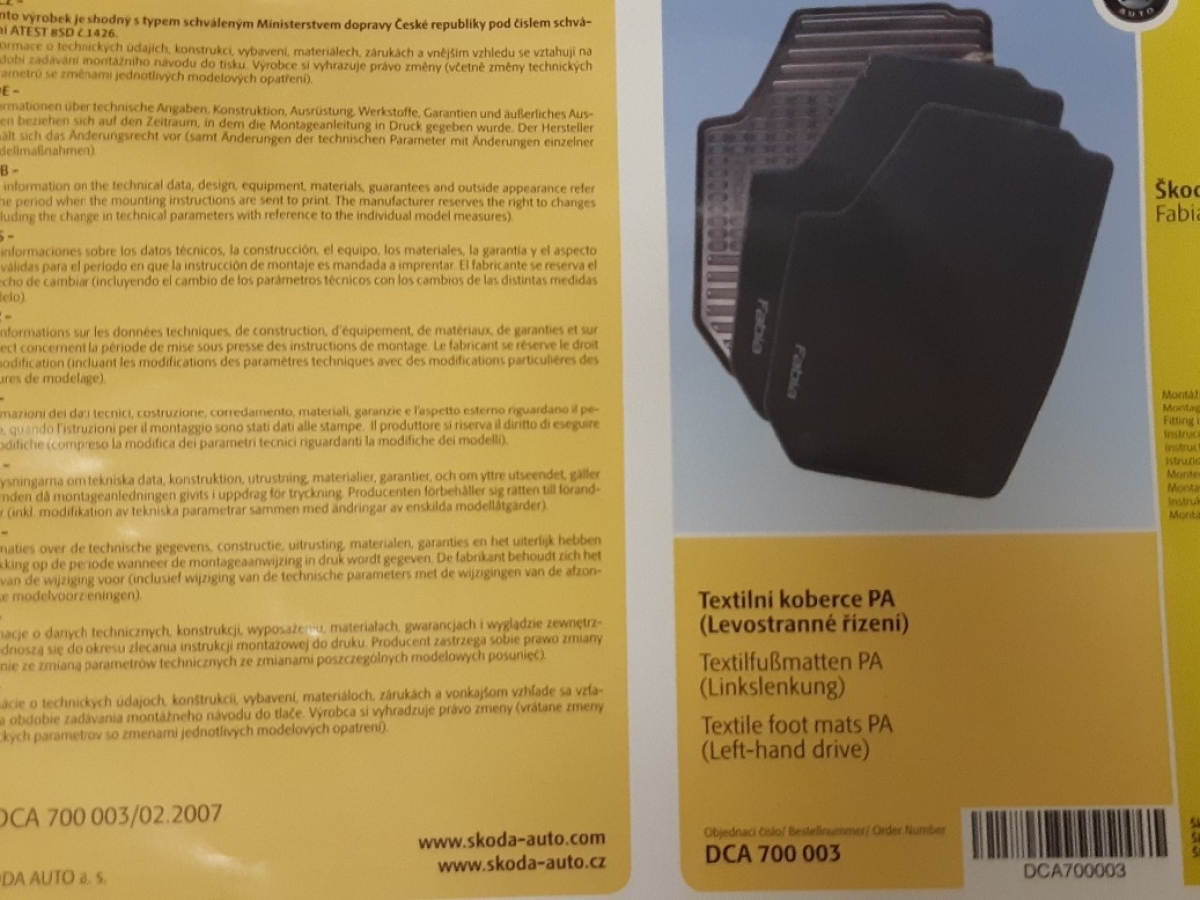 nto výrobek je shodný s typem schváleným Ministerstvem dopravy České republiky pod číslem schvá-
ní ATEST 8SD č.1426.
ormace o technických údajích, konstrukci, vybavení, materiálech, zárukách a vnějším vzhledu se vztahují na
dobí zadávání montážního návodu do tisku. Výrobce si vyhrazuje právo změny (včetně změny technických
rametrů se změnami jednotlivých modelových opatření).
DE -
ormationen über technische Angaben, Konstruktion, Ausrüstung, Werkstoffe, Garantien und äußerliches Aus-
en beziehen sich auf den Zeitraum, in dem die Montageanleitung in Druck gegeben wurde. Der Hersteller
ält sich das Änderungsrecht vor (samt Änderungen der technischen Parameter mit Änderungen einzelner
dellmaßnahmen).
B -
information on the technical data, design, equipment, materials, guarantees and outside appearance refer
he period when the mounting instructions are sent to print. The manufacturer reserves the right to changes
luding the change in technical parameters with reference to the individual model measures).
S -
informaciones sobre los datos técnicos, la construcción, el equipo, los materiales, la garantía y el aspecto
válidas para el período en que la instrucción de montaje es mandada a imprentar. El fabricante se reserva el
echo de cambiar (incluyendo el cambio de los parámetros técnicos con los cambios de las distintas medidas
delo).
nformations sur les données techniques, de construction, d'équipement, de matériaux, de garanties et sur
ect concernent la période de mise sous presse des instructions de montage. Le fabricant se réserve le droit
modification (incluant les modifications des paramètres techniques avec des modifications particulières des
ures de modelage).
mazioni dei dati tecnici, costruzione, corredamento, materiali, garanzie e l'aspetto esterno riguardano il pe-
, quando l'istruzioni per il montaggio sono stati dati alle stampe. Il produttore si riserva il diritto di eseguire
odifiche (compreso la modifica dei parametri tecnici riguardanti la modifiche dei modelli).
ysningarna om tekniska data, konstruktion, utrustning, materialier, garantier, och om yttre utseendet, gäller
nden då montageanledningen givits i uppdrag för tryckning. Producenten förbehåller sig rätten till förand-
r (inkl. modifikation av tekniska parametrar sammen med ändringar av enskilda modellåtgärder).
maties over de technische gegevens, constructie, uitrusting, materialen, garanties en het uiterlijk hebben
kking op de periode wanneer de montageaanwijzing in druk wordt gegeven. De fabrikant behoudt zich het
van de wijziging voor (inclusief wijziging van de technische parameters met de wijzigingen van de afzon-
e modelvoorzieningen).
macje o danych technicznych, konstrukcji, wyposażeniu, materiałach, gwarancjach i wyglądzie zewnętrz-
dnoszą się do okresu zlecania instrukcji montażowej do druku. Producent zastrzega sobie prawo zmiany
nie ze zmianą parametrów technicznych ze zmianami poszczególnych modelowych posunięć).
ácie o technických údajoch, konštrukcii, vybavení, materiáloch, zárukách a vonkajšom vzhľade sa vzťa-
a obdobie zadávania montážneho návodu do tlače. Výrobca si vyhradzuje právo zmeny (vrátane zmeny
ckých parametrov so zmenami jednotlivých modelových opatrení).
DCA 700 003/02.2007
www.skoda-auto.com
www.skoda-auto.cz
DA AUTO a. s.
AUTO
Fabia
Fabia
Textilní koberce PA
(Levostranné řízení)
Textilfußmatten PA
(Linkslenkung)
Textile foot mats PA
(Left-hand drive)
Objednací číslo/ Bestellnummer/ Order Number
DCA 700 003
DCA700003
Škod
Fabia
Montáž
Montag
Fitting i
Instrucc
Instruct
Istruzio
Monte
Monta
Instruk
Montá